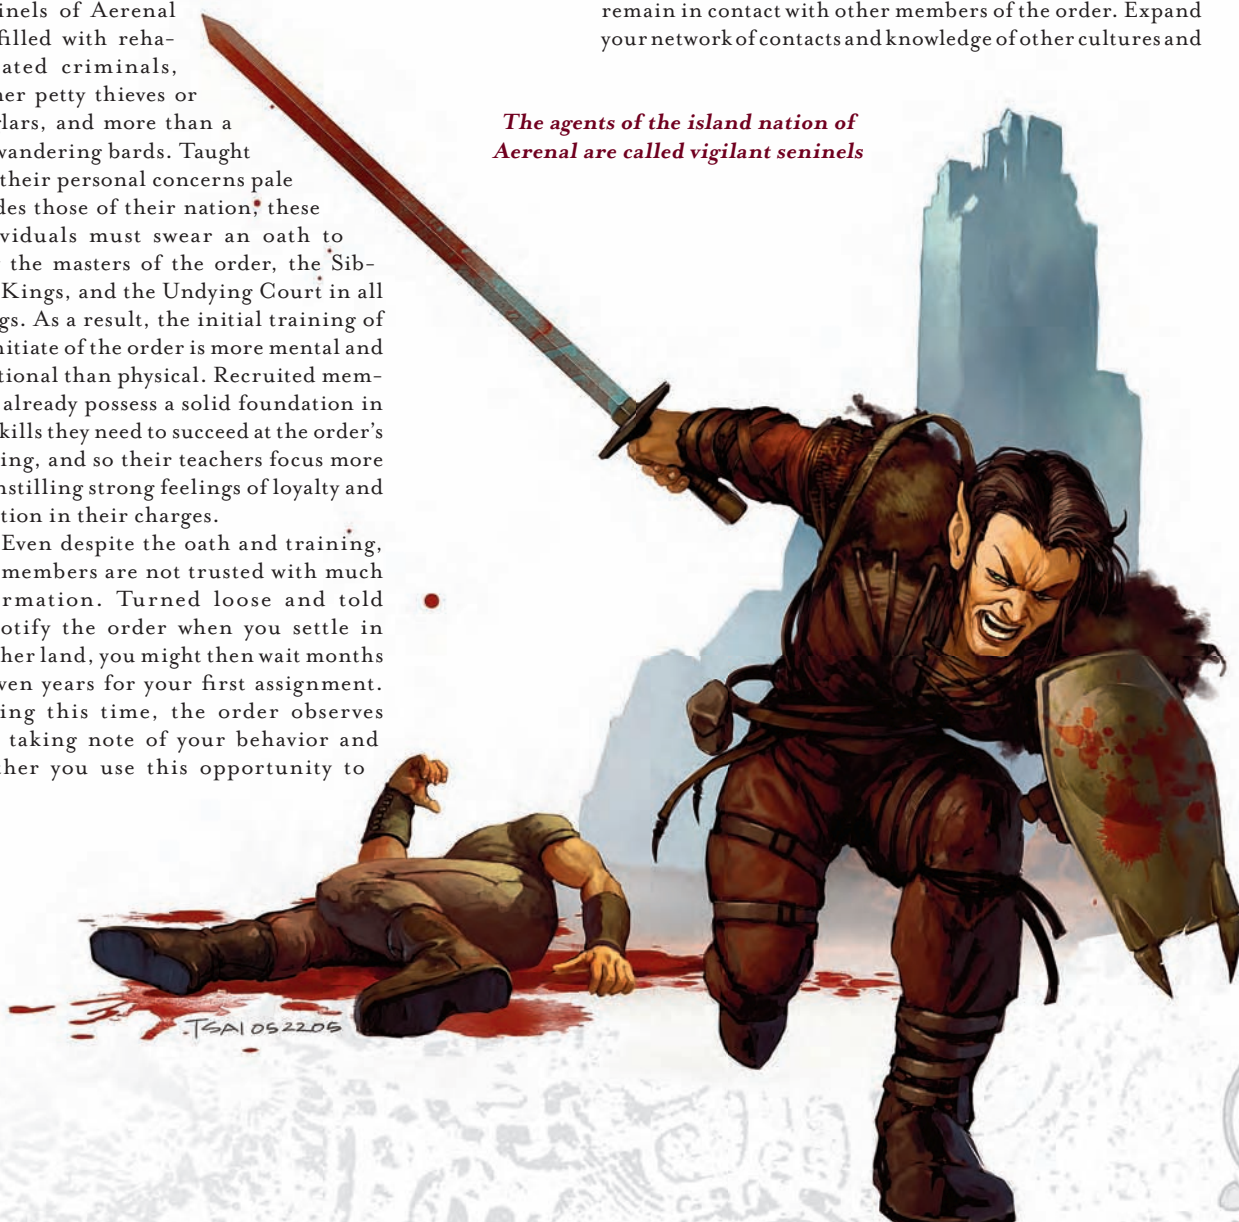 inels of Aerenal
filled with reha-
ated criminals,
her petty thieves or
lars, and more than a
wandering bards. Taught
their personal concerns pale
des those of their nation, these
viduals must swear an oath to
the masters of the order, the Sib-
Kings, and the Undying Court in all
gs. As a result, the initial training of
nitiate of the order is more mental and
tional than physical. Recruited mem-
already possess a solid foundation in
kills they need to succeed at the order's
ing, and so their teachers focus more
nstilling strong feelings of loyalty and
tion in their charges.
Even despite the oath and training,
members are not trusted with much
rmation. Turned loose and told
otify the order when you settle in
her land, you might then wait months
ven years for your first assignment.
ing this time, the order observes
taking note of your behavior and
ther you use this opportunity to
remain in contact with other members of the order. Expand
your network of contacts and knowledge of other cultures and
The agents of the island nation of
Aerenal are called vigilant seninels
TSAI 052205